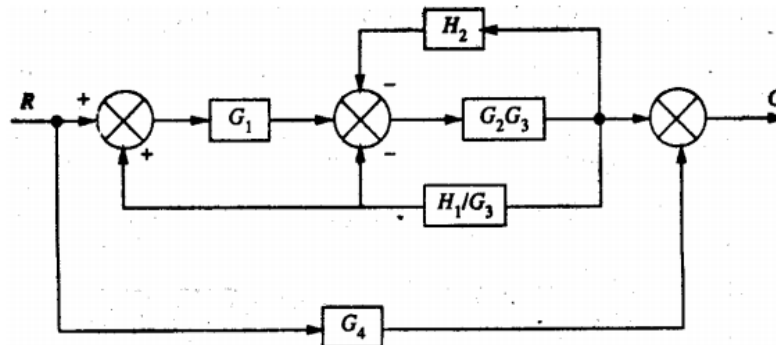 H₂
R + - C
G₁ G₂G₃
+ -
H₁/G₃
G₄